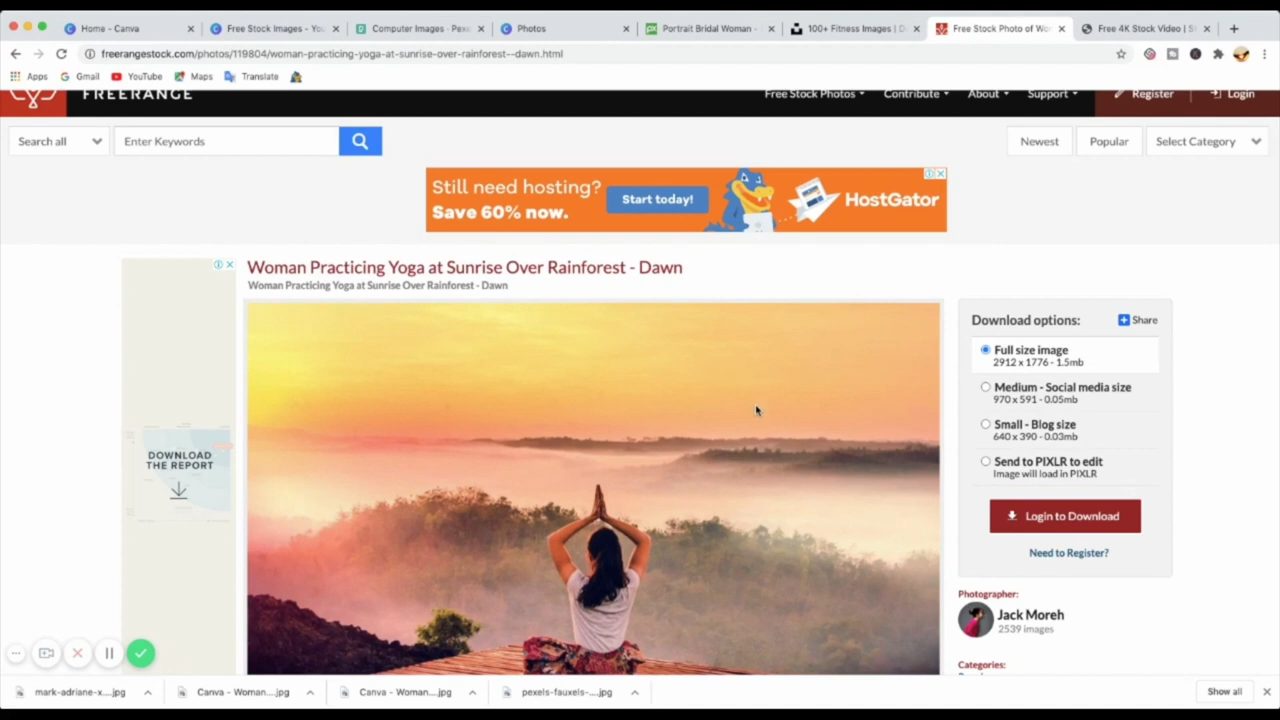 Home - Canva
Free Stock Images - You
Computer Images · Pexe
Photos
Portrait Bridal Woman -
100+ Fitness Images | D
Free Stock Photo of Wo
Free 4K Stock Video | S
freerangestock.com/photos/119804/woman-practicing-yoga-at-sunrise-over-rainforest--dawn.html
Apps Gmail YouTube Maps Translate
FREERANGE
Free Stock Photos Contribute About Support Register Login
Search all Enter Keywords Newest Popular Select Category
Still need hosting?
Save 60% now.
Start today!
HostGator
Woman Practicing Yoga at Sunrise Over Rainforest - Dawn
Woman Practicing Yoga at Sunrise Over Rainforest - Dawn
DOWNLOAD
THE REPORT
Download options: Share
Full size image
2912 x 1776 - 1.5mb
Medium - Social media size
970 x 591 - 0.05mb
Small - Blog size
640 x 390 - 0.03mb
Send to PIXLR to edit
Image will load in PIXLR
Login to Download
Need to Register?
Photographer:
Jack Moreh
2539 images
Categories:
mark-adriane-x....jpg
Canva - Woman....jpg
Canva - Woman....jpg
pexels-fauxels-....jpg
Show all